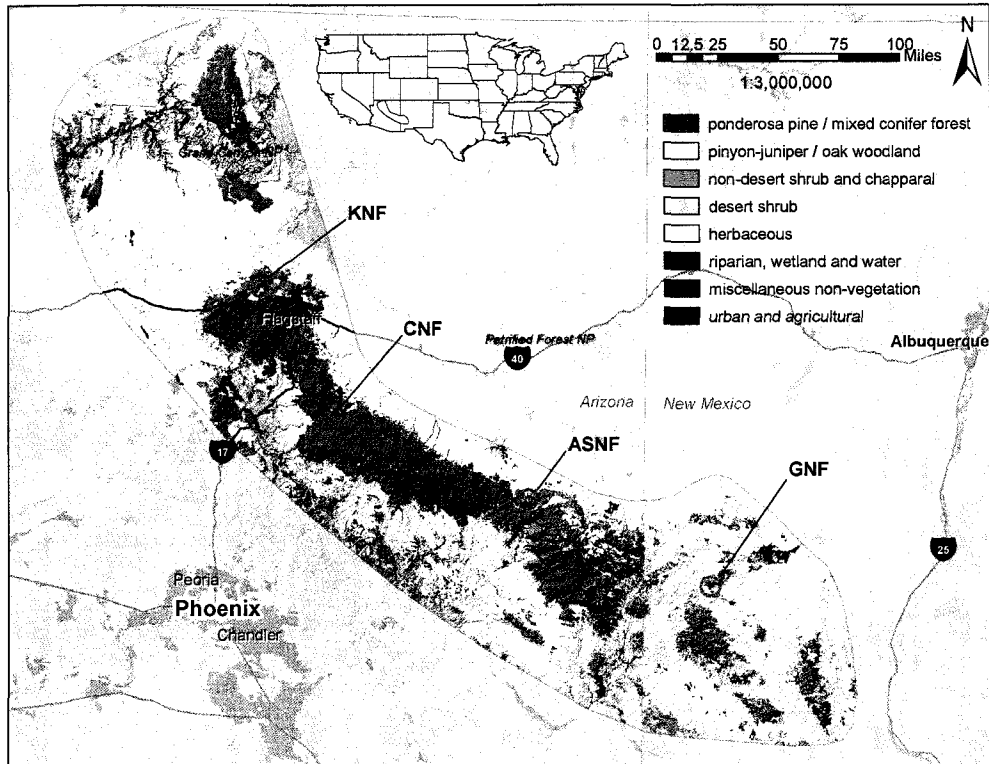 N
0 12.5 25 50 75 100
Miles
1:3,000,000
ponderosa pine / mixed conifer forest
pinyon-juniper / oak woodland
non-desert shrub and chapparal
desert shrub
herbaceous
riparian, wetland and water
miscellaneous non-vegetation
urban and agricultural
Grand Canyon NP
KNF
Flagstaff
CNF
Petrified Forest NP
40
Albuquerque
Arizona
New Mexico
17
ASNF
GNF
25
Peoria
Phoenix
Chandler